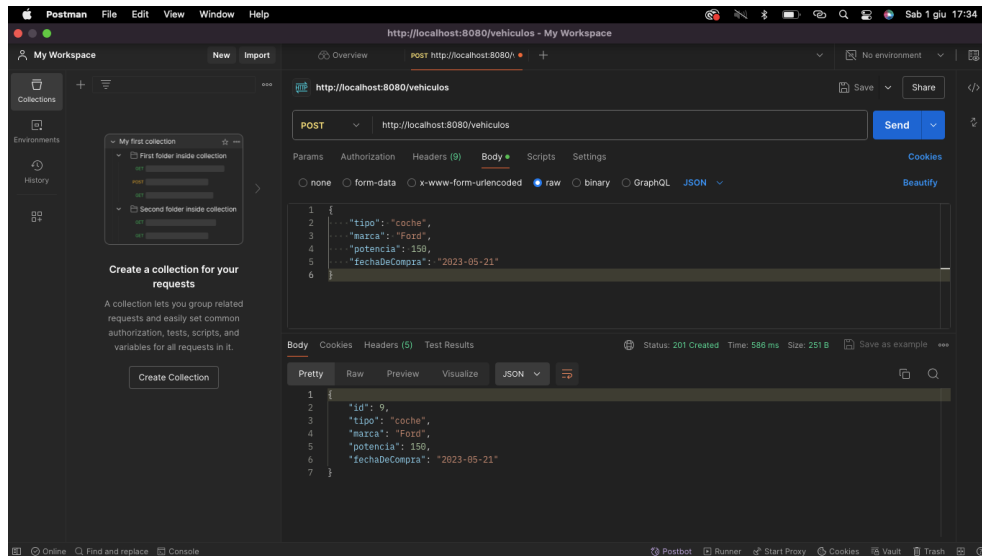 Postman File Edit View Window Help Sab 1 giu 17:34
http://localhost:8080/vehiculos - My Workspace
My Workspace New Import Overview POST http://localhost:8080/\ No environment
Collections
http://localhost:8080/vehiculos Save Share
Environments
POST http://localhost:8080/vehiculos Send
History
Params Authorization Headers (9) Body Scripts Settings Cookies
none form-data x-www-form-urlencoded raw binary GraphQL JSON Beautify
My first collection
First folder inside collection
GET
POST
GET
Second folder inside collection
GET
GET
Create a collection for your
requests
A collection lets you group related
requests and easily set common
authorization, tests, scripts, and
variables for all requests in it.
Create Collection
1 {
2 "tipo": "coche",
3 "marca": "Ford",
4 "potencia": 150,
5 "fechaDeCompra": "2023-05-21"
6 }
Body Cookies Headers (5) Test Results Status: 201 Created Time: 586 ms Size: 251 B Save as example
Pretty Raw Preview Visualize JSON
1 {
2 "id": 9,
3 "tipo": "coche",
4 "marca": "Ford",
5 "potencia": 150,
6 "fechaDeCompra": "2023-05-21"
7 }
Online Find and replace Console Postbot Runner Start Proxy Cookies Vault Trash